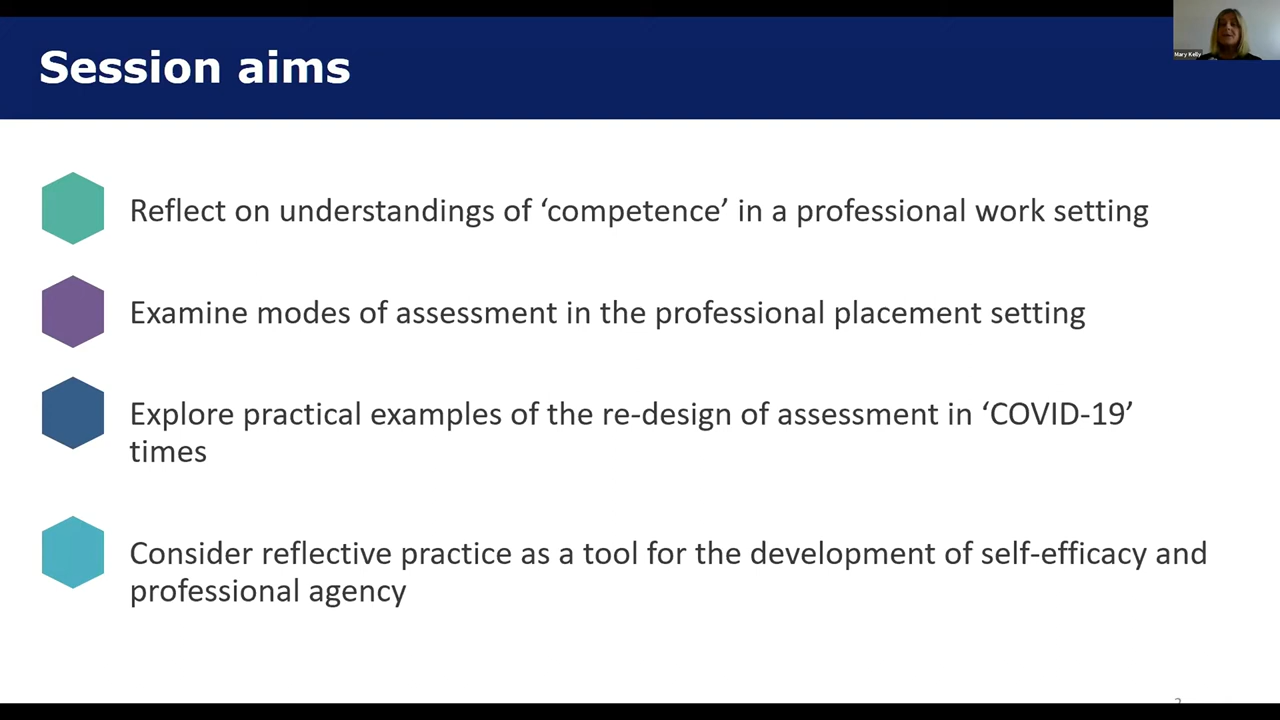 Session aims
Mary Kelly
Reflect on understandings of ‘competence’ in a professional work setting
Examine modes of assessment in the professional placement setting
Explore practical examples of the re-design of assessment in ‘COVID-19’
times
Consider reflective practice as a tool for the development of self-efficacy and
professional agency